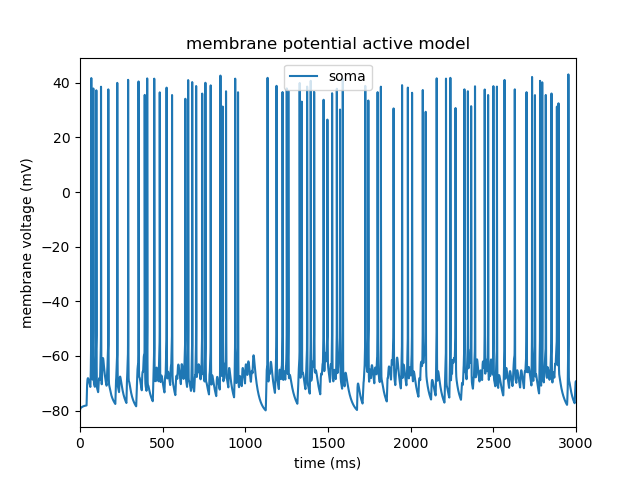 membrane potential active model
soma
membrane voltage (mV)
40
20
0
−20
−40
−60
−80
0 500 1000 1500 2000 2500 3000
time (ms)